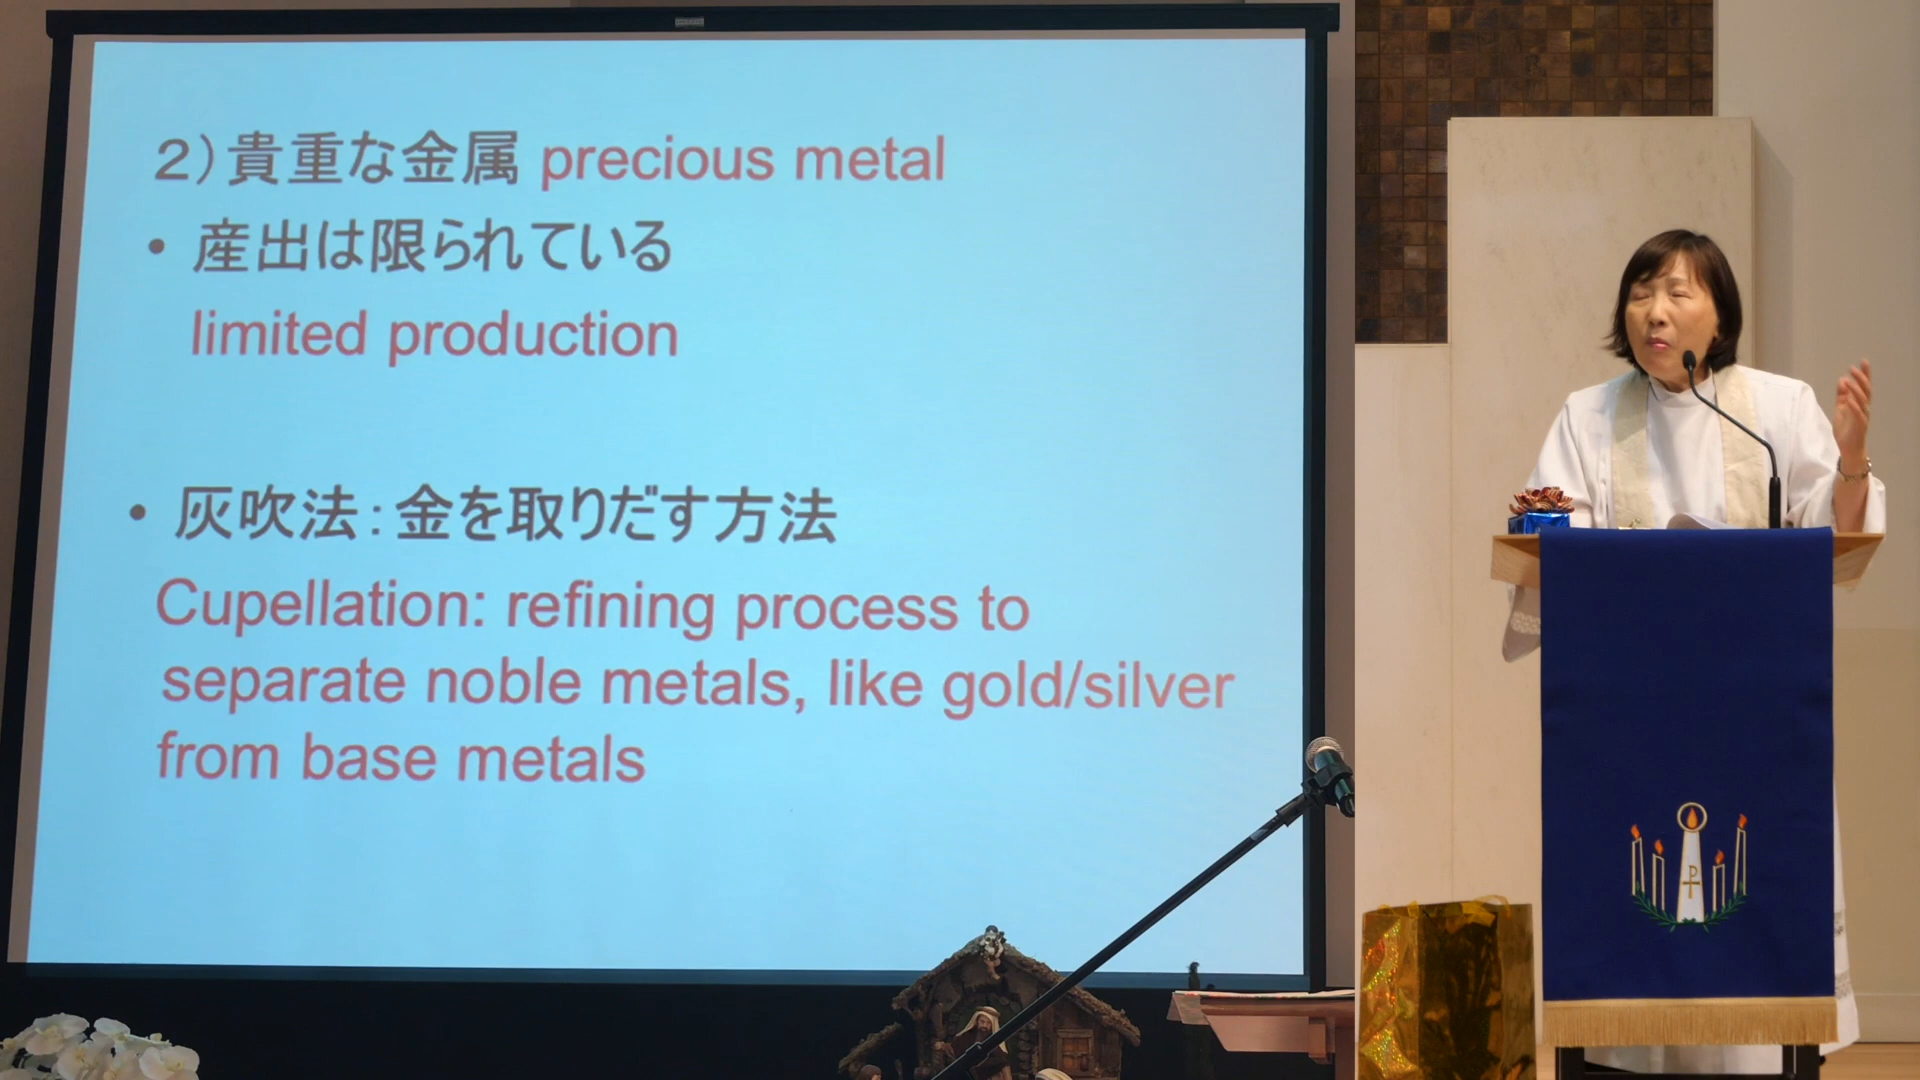 2）貴重な金属 precious metal
• 産出は限られている
limited production
• 灰吹法：金を取りだす方法
Cupellation: refining process to
separate noble metals, like gold/silver
from base metals